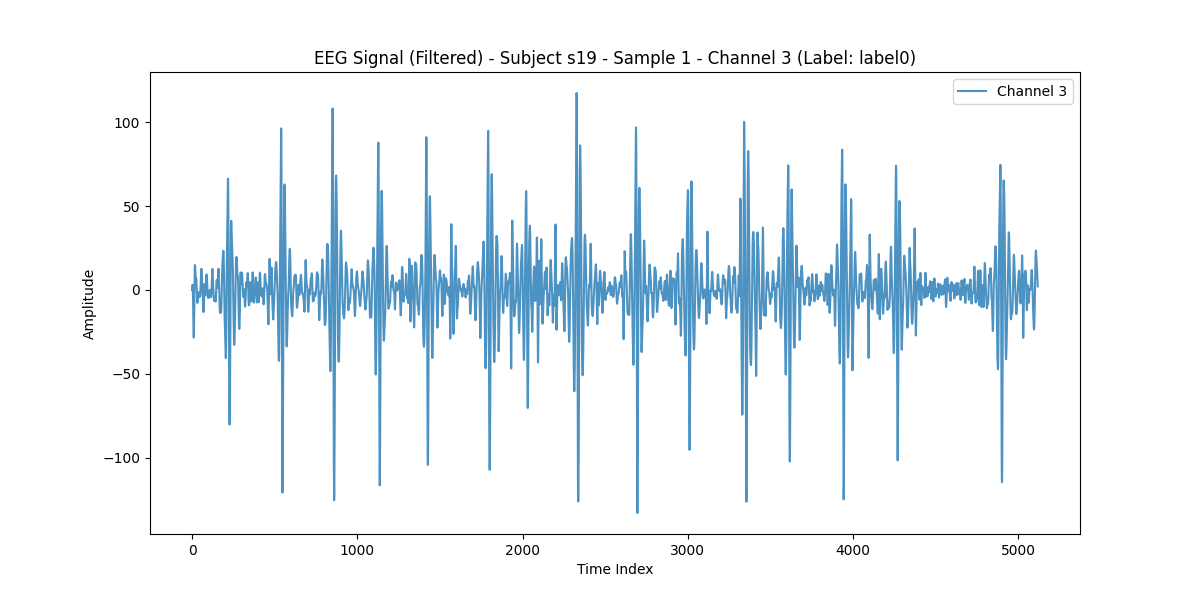 EEG Signal (Filtered) - Subject s19 - Sample 1 - Channel 3 (Label: label0)
Channel 3
Amplitude
100
50
0
−50
−100
0 1000 2000 3000 4000 5000
Time Index